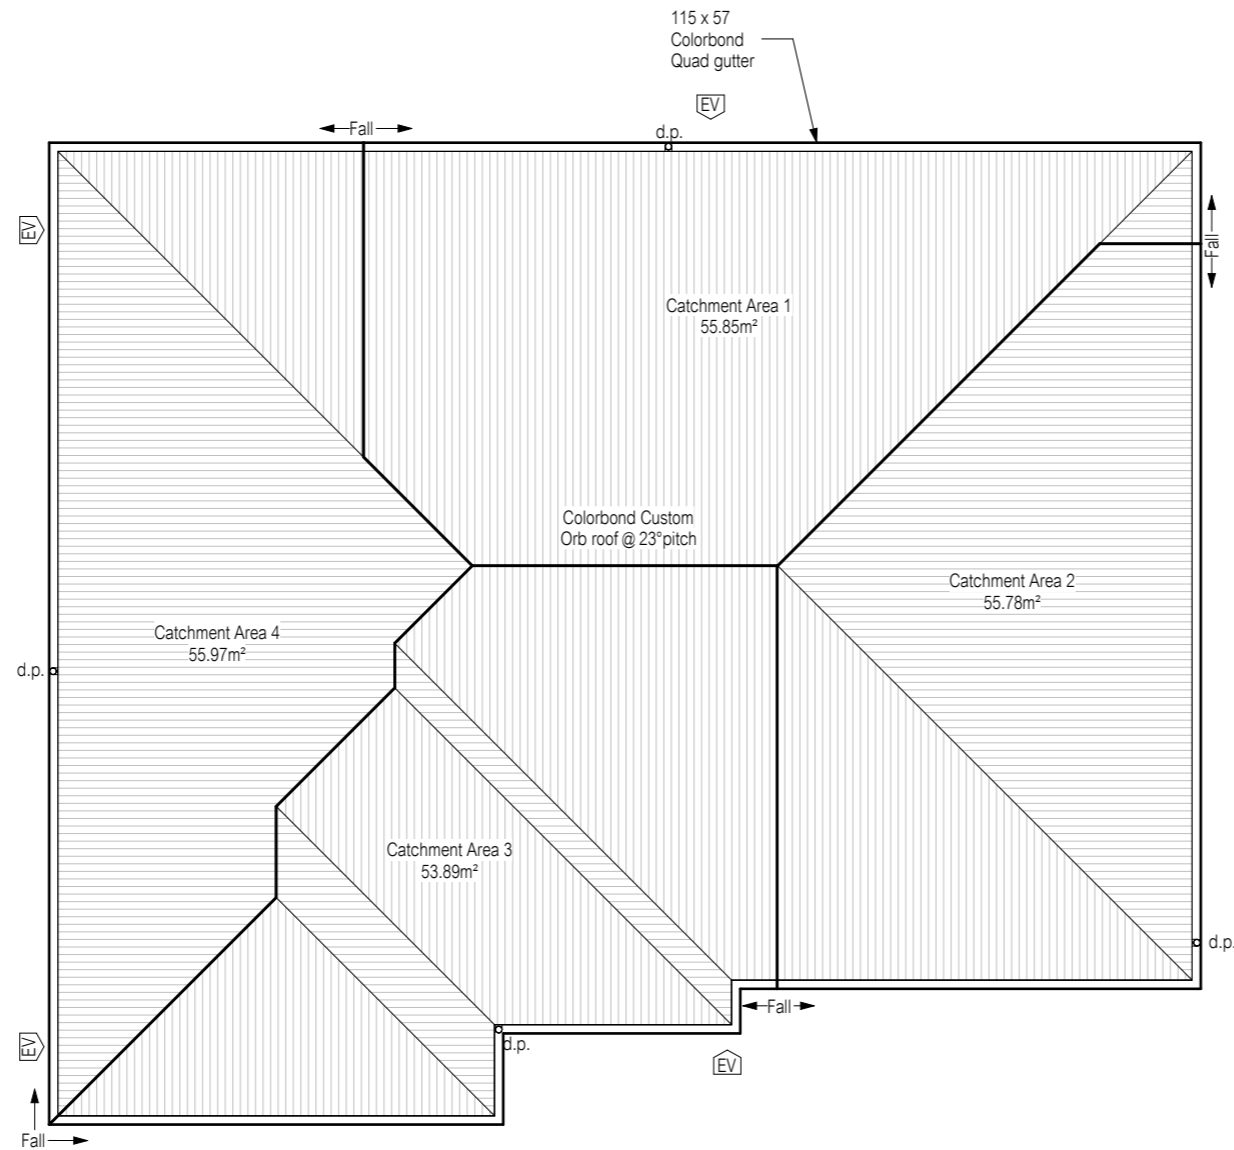 115 x 57
Colorbond
Quad gutter
EV
Fall
d.p.
EV
Fall
Catchment Area 1
55.85m²
Colorbond Custom
Orb roof @ 23°pitch
Catchment Area 2
55.78m²
Catchment Area 4
55.97m²
d.p.
Catchment Area 3
53.89m²
d.p.
Fall
d.p.
EV
EV
Fall